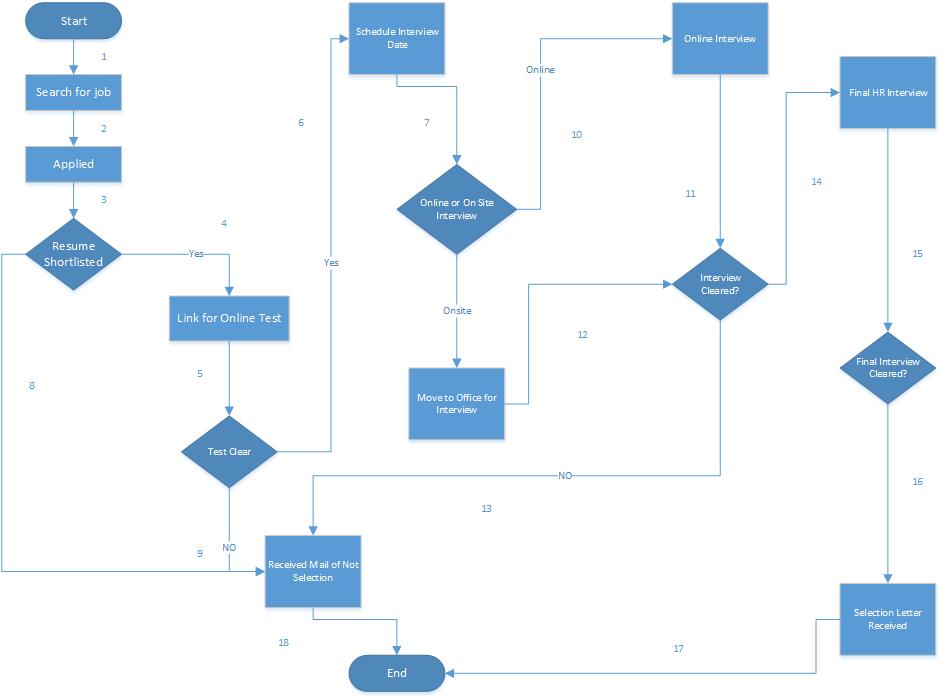 Start
1
Search for job
2
Applied
3
Resume
Shortlisted
4
Yes
Link for Online Test
5
Test Clear
6
Yes
Schedule Interview
Date
7
Online or On Site
Interview
Online
10
Onsite
Move to Office for
Interview
12
Online Interview
11
Interview
Cleared?
14
Final HR Interview
15
Final Interview
Cleared?
16
Selection Letter
Received
17
8
9
NO
NO
13
Received Mail of Not
Selection
18
End